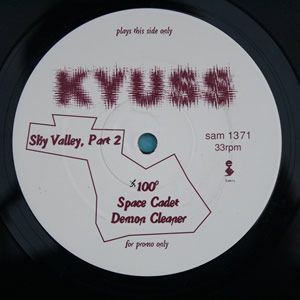 plays this side only
KYUSS
Sky Valley, Part 2
sam 1371
33rpm
100°
Space Cadet
Demon Cleaner
for promo only